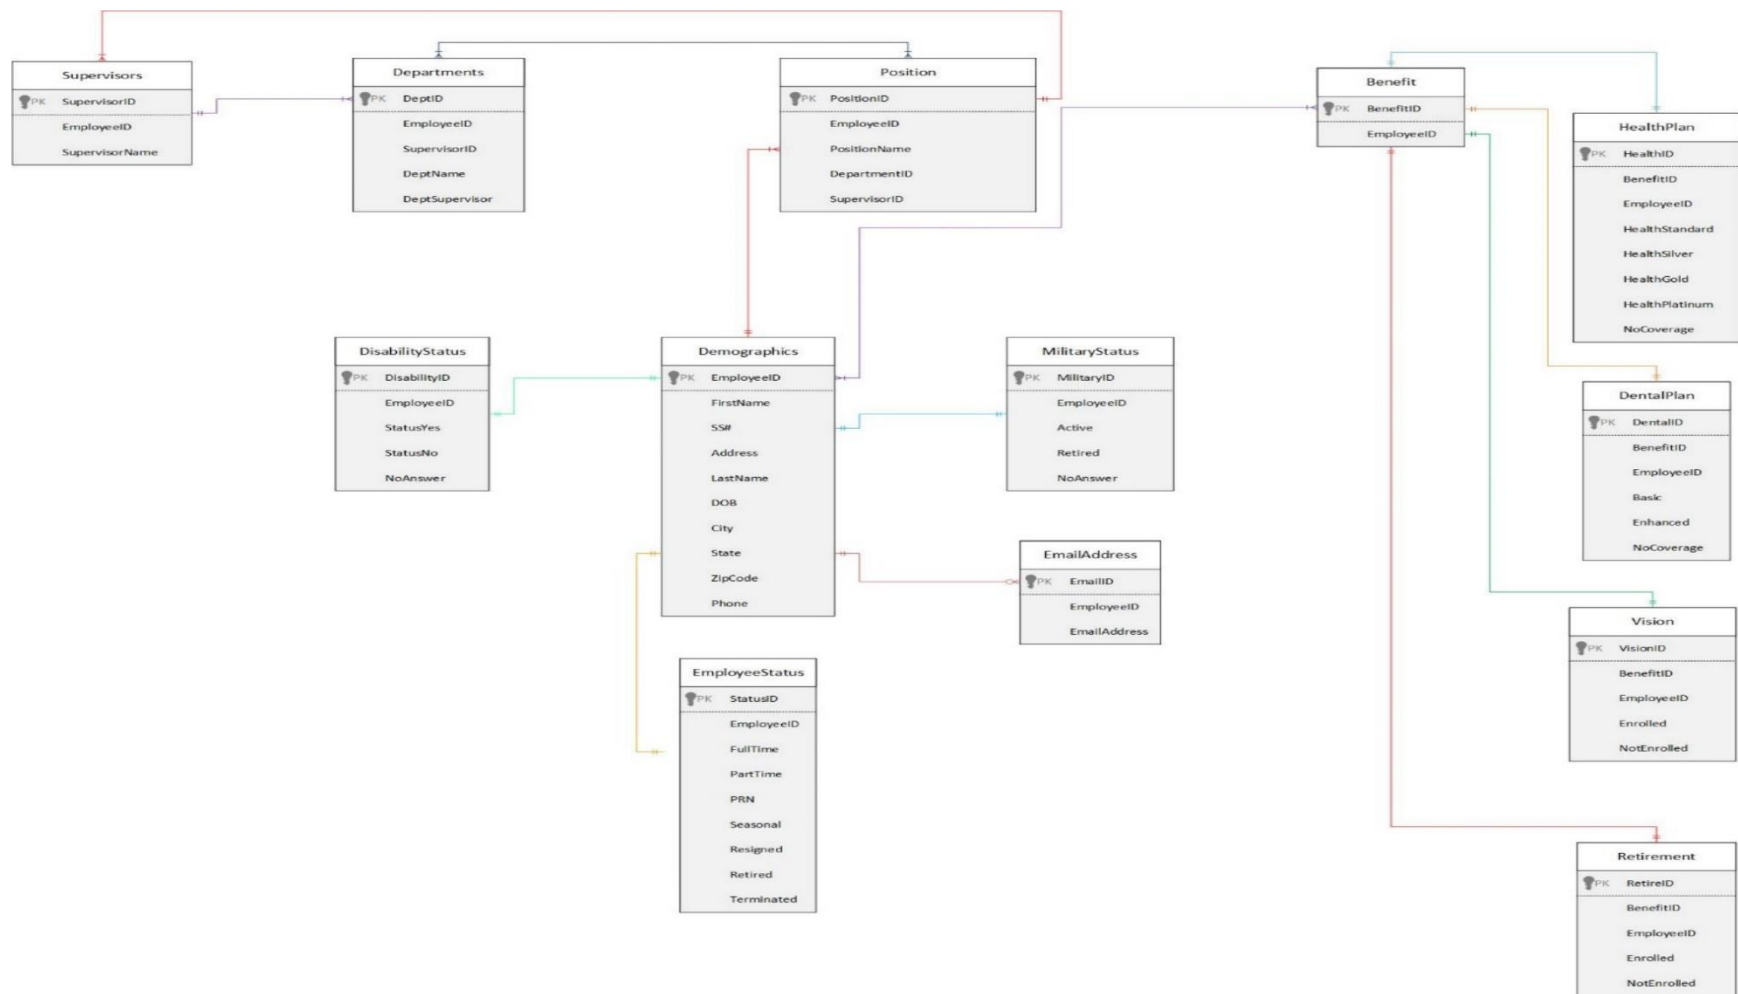 Supervisors
PK SupervisorID
EmployeeID
SupervisorName
Departments
PK DeptID
EmployeeID
SupervisorID
DeptName
DeptSupervisor
Position
PK PositionID
EmployeeID
PositionName
DepartmentID
SupervisorID
Benefit
PK BenefitID
EmployeeID
HealthPlan
PK HealthID
BenefitID
EmployeeID
HealthStandard
HealthSilver
HealthGold
HealthPlatinum
NoCoverage
DisabilityStatus
PK DisabilityID
EmployeeID
StatusYes
StatusNo
NoAnswer
Demographics
PK EmployeeID
FirstName
SS#
Address
LastName
DOB
City
State
ZipCode
Phone
MilitaryStatus
PK MilitaryID
EmployeeID
Active
Retired
NoAnswer
DentalPlan
PK DentalID
BenefitID
EmployeeID
Basic
Enhanced
NoCoverage
EmailAddress
PK EmailID
EmployeeID
EmailAddress
Vision
PK VisionID
BenefitID
EmployeeID
Enrolled
NotEnrolled
EmployeeStatus
PK StatusID
EmployeeID
FullTime
PartTime
PRN
Seasonal
Resigned
Retired
Terminated
Retirement
PK RetireID
BenefitID
EmployeeID
Enrolled
NotEnrolled